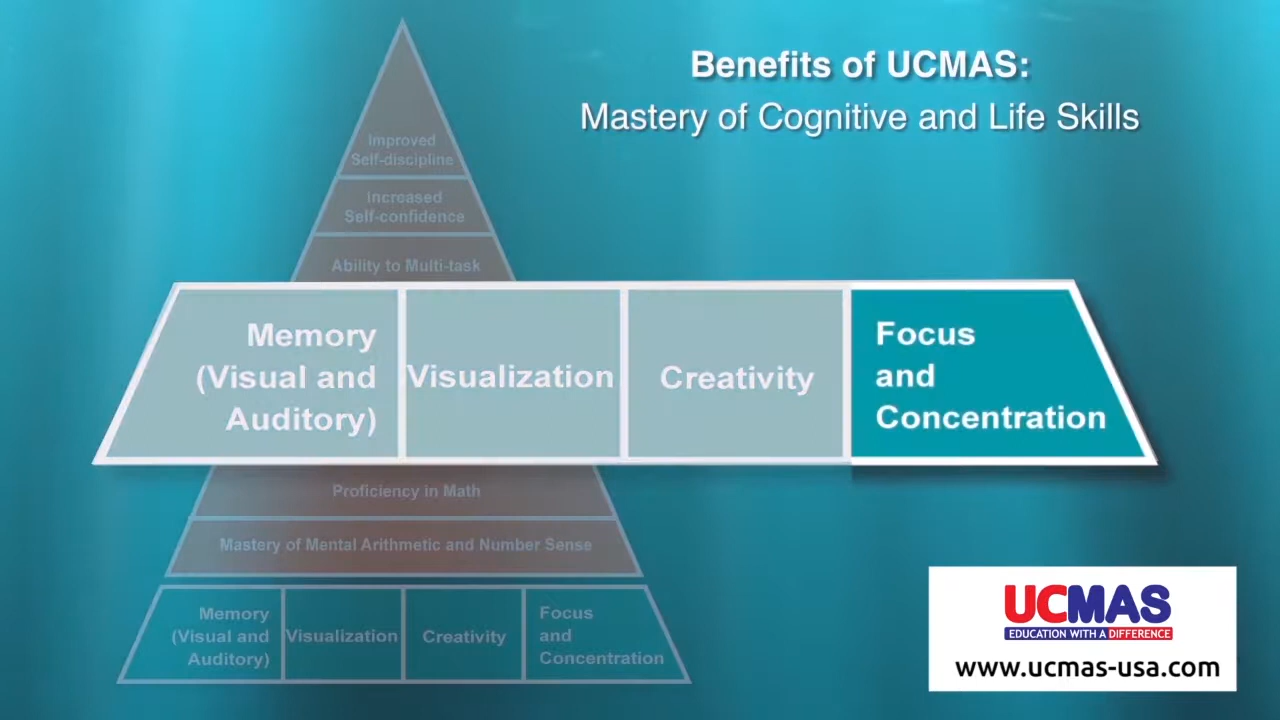 Benefits of UCMAS:
Mastery of Cognitive and Life Skills
Improved
Self-discipline
Increased
Self-confidence
Ability to Multi-task
Memory
(Visual and
Auditory)
Visualization
Creativity
Focus
and
Concentration
Proficiency in Math
Mastery of Mental Arithmetic and Number Sense
Memory
(Visual and
Auditory)
Visualization
Creativity
Focus
and
Concentration
UCMAS
EDUCATION WITH A DIFFERENCE
www.ucmas-usa.com